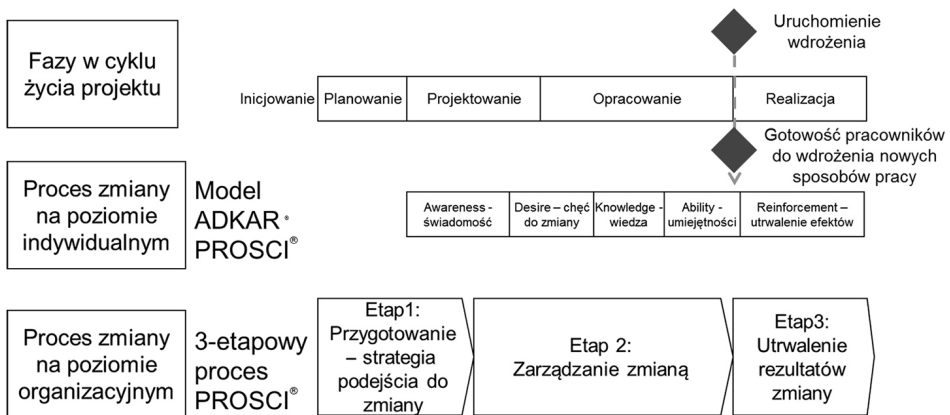 Fazy w cyklu
życia projektu
Uruchomienie
wdrożenia
Inicjowanie Planowanie Projektowanie Opracowanie Realizacja
Gotowość pracowników
do wdrożenia nowych
sposobów pracy
Proces zmiany
na poziomie
indywidualnym
Model
ADKAR®
PROSCI®
Awareness -
świadomość
Desire – chęć
do zmiany
Knowledge -
wiedza
Ability -
umiejętności
Reinforcement –
utrwalenie efektów
Proces zmiany
na poziomie
organizacyjnym
3-etapowy
proces
PROSCI®
Etap1:
Przygotowanie
– strategia
podejścia do
zmiany
Etap 2:
Zarządzanie zmianą
Etap3:
Utrwalenie
rezultatów
zmiany